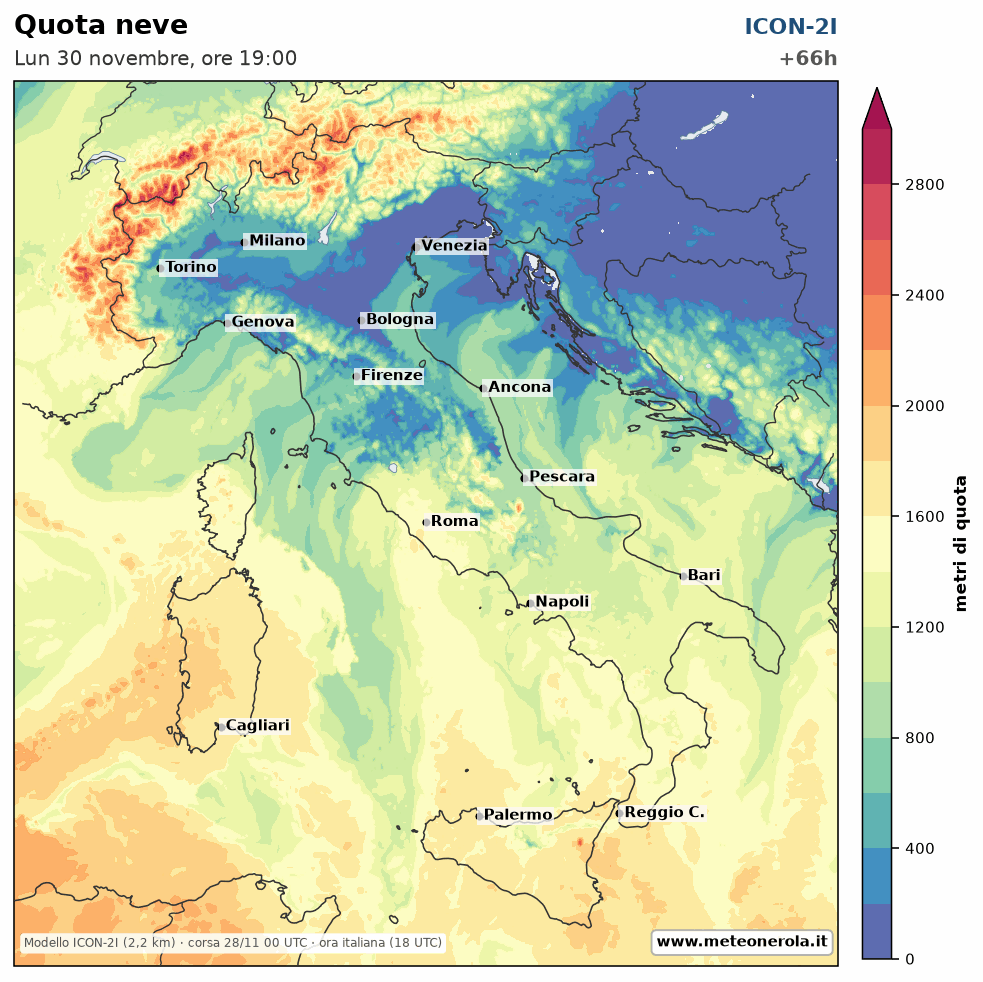 Quota neve
ICON-2I
Lun 30 novembre, ore 19:00
+66h
Milano
Venezia
Torino
Genova
Bologna
Firenze
Ancona
Pescara
Roma
Bari
Napoli
Cagliari
Palermo
Reggio C.
2800
2400
2000
1600
1200
800
400
0
metri di quota
Modello ICON-2I (2,2 km) · corsa 28/11 00 UTC · ora italiana (18 UTC)
www.meteonerola.it